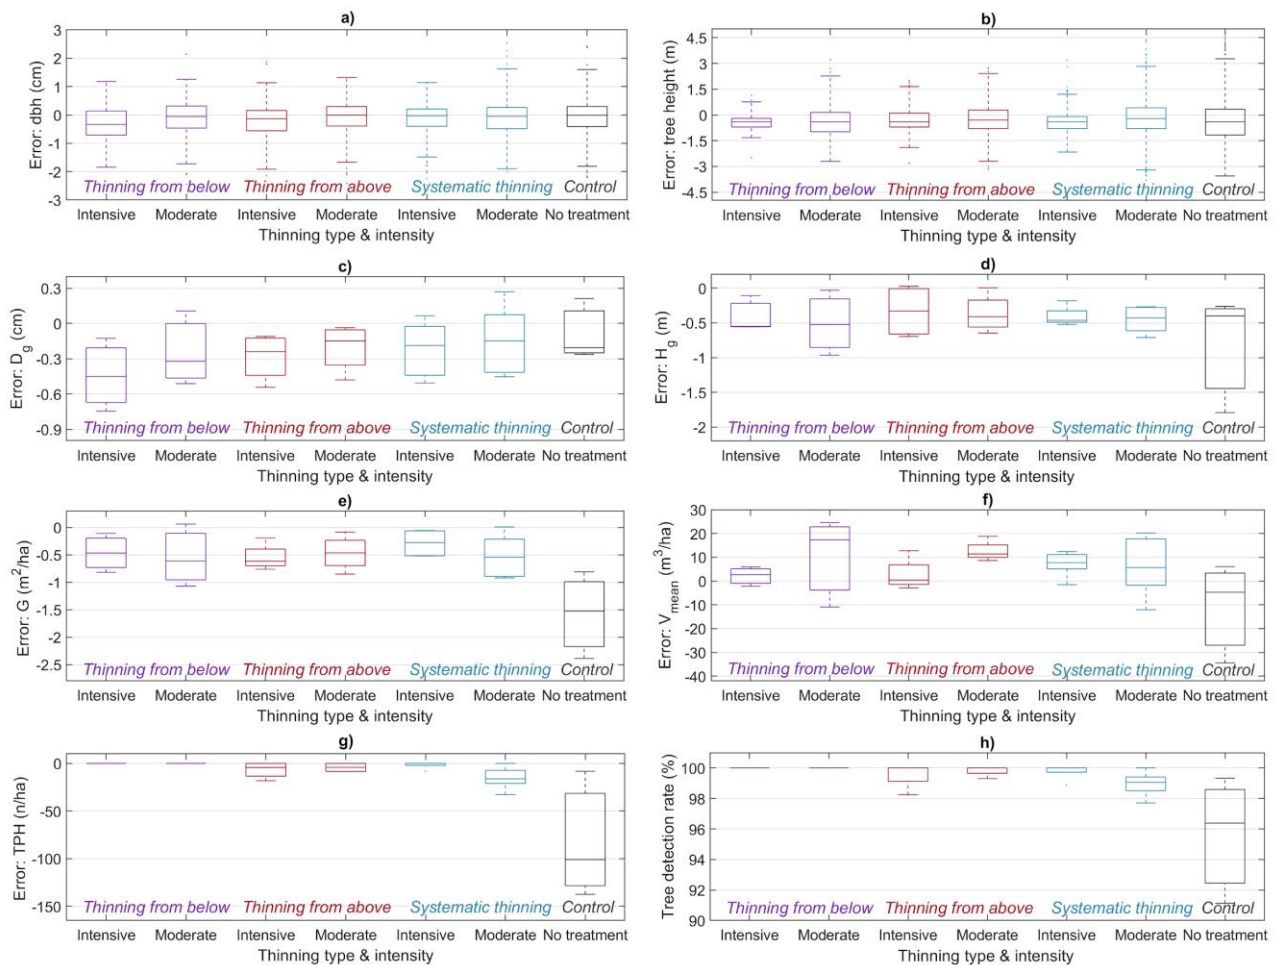 a)
3
2
1
0
-1
-2
-3
Error: dbh (cm)
Thinning from below Thinning from above Systematic thinning Control
Intensive Moderate Intensive Moderate Intensive Moderate No treatment
Thinning type & intensity
b)
4.5
3
1.5
0
-1.5
-3
-4.5
Error: tree height (m)
Thinning from below Thinning from above Systematic thinning Control
Intensive Moderate Intensive Moderate Intensive Moderate No treatment
Thinning type & intensity
c)
0.3
0
-0.3
-0.6
-0.9
Error: Dg (cm)
Thinning from below Thinning from above Systematic thinning Control
Intensive Moderate Intensive Moderate Intensive Moderate No treatment
Thinning type & intensity
d)
0
-0.5
-1
-1.5
-2
Error: Hg (m)
Thinning from below Thinning from above Systematic thinning Control
Intensive Moderate Intensive Moderate Intensive Moderate No treatment
Thinning type & intensity
e)
0
-0.5
-1
-1.5
-2
-2.5
Error: G (m²/ha)
Thinning from below Thinning from above Systematic thinning Control
Intensive Moderate Intensive Moderate Intensive Moderate No treatment
Thinning type & intensity
f)
30
20
10
0
-10
-20
-30
-40
Error: Vmean (m³/ha)
Thinning from below Thinning from above Systematic thinning Control
Intensive Moderate Intensive Moderate Intensive Moderate No treatment
Thinning type & intensity
g)
0
-50
-100
-150
Error: TPH (n/ha)
Thinning from below Thinning from above Systematic thinning Control
Intensive Moderate Intensive Moderate Intensive Moderate No treatment
Thinning type & intensity
h)
100
98
96
94
92
91
90
Tree detection rate (%)
Thinning from below Thinning from above Systematic thinning Control
Intensive Moderate Intensive Moderate Intensive Moderate No treatment
Thinning type & intensity